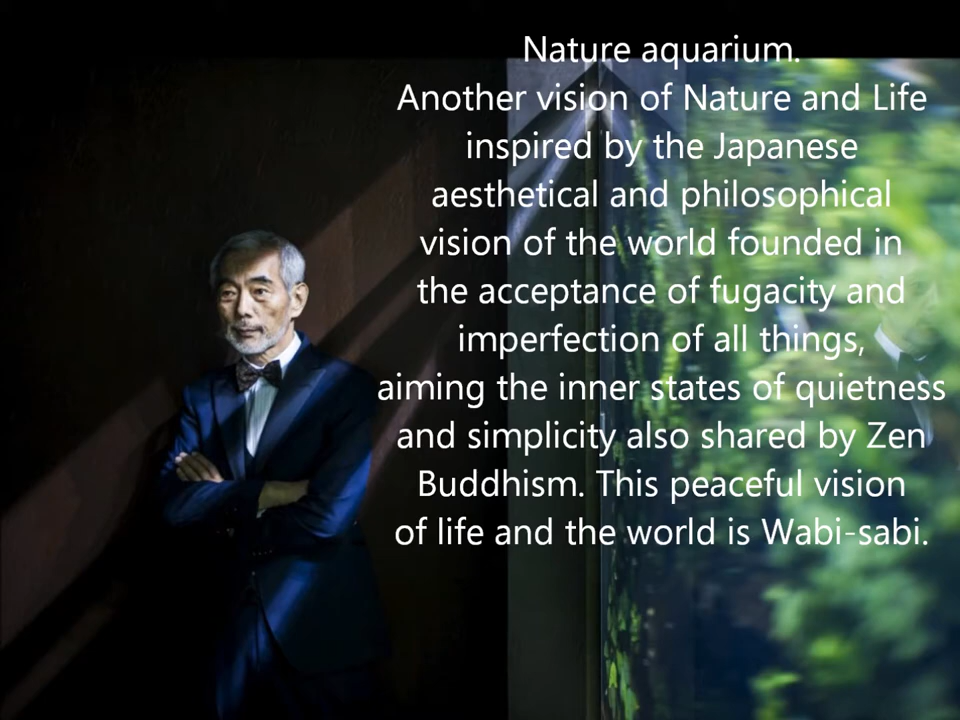 Nature aquarium.
Another vision of Nature and Life
inspired by the Japanese
aesthetical and philosophical
vision of the world founded in
the acceptance of fugacity and
imperfection of all things,
aiming the inner states of quietness
and simplicity also shared by Zen
Buddhism. This peaceful vision
of life and the world is Wabi-sabi.